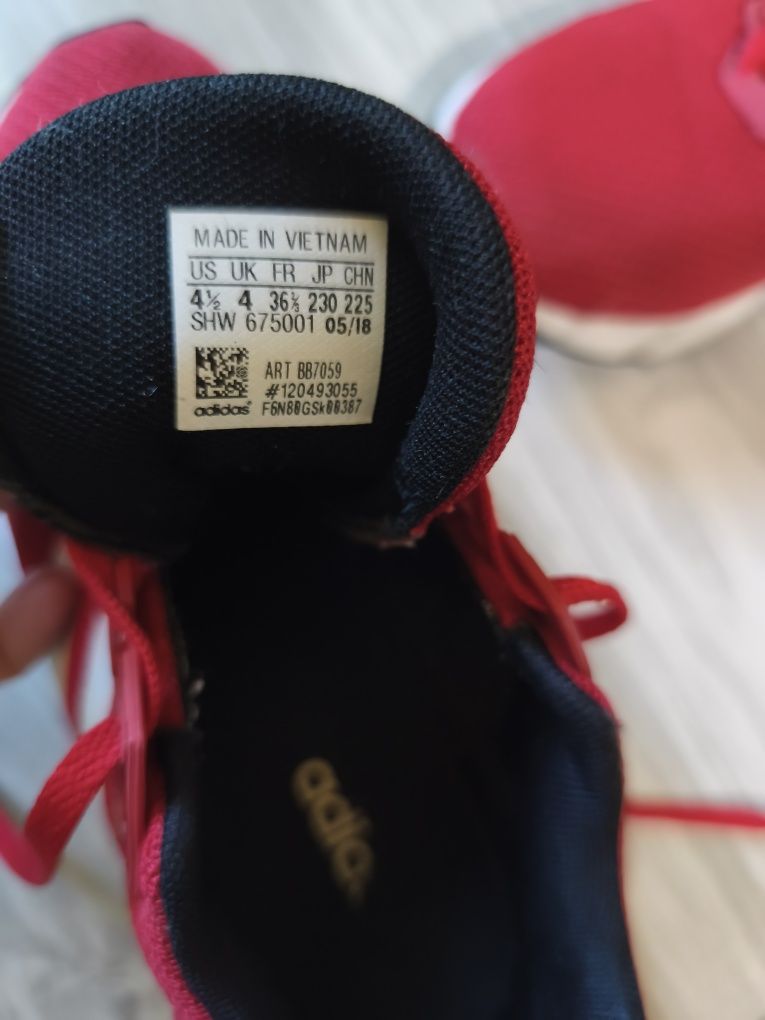 MADE IN VIETNAM
US UK FR JP CHN
4½ 4 36⅔ 230 225
SHW 675001 05/18
ART BB7059
#120493055
adidas F6N80GSk00387
adid